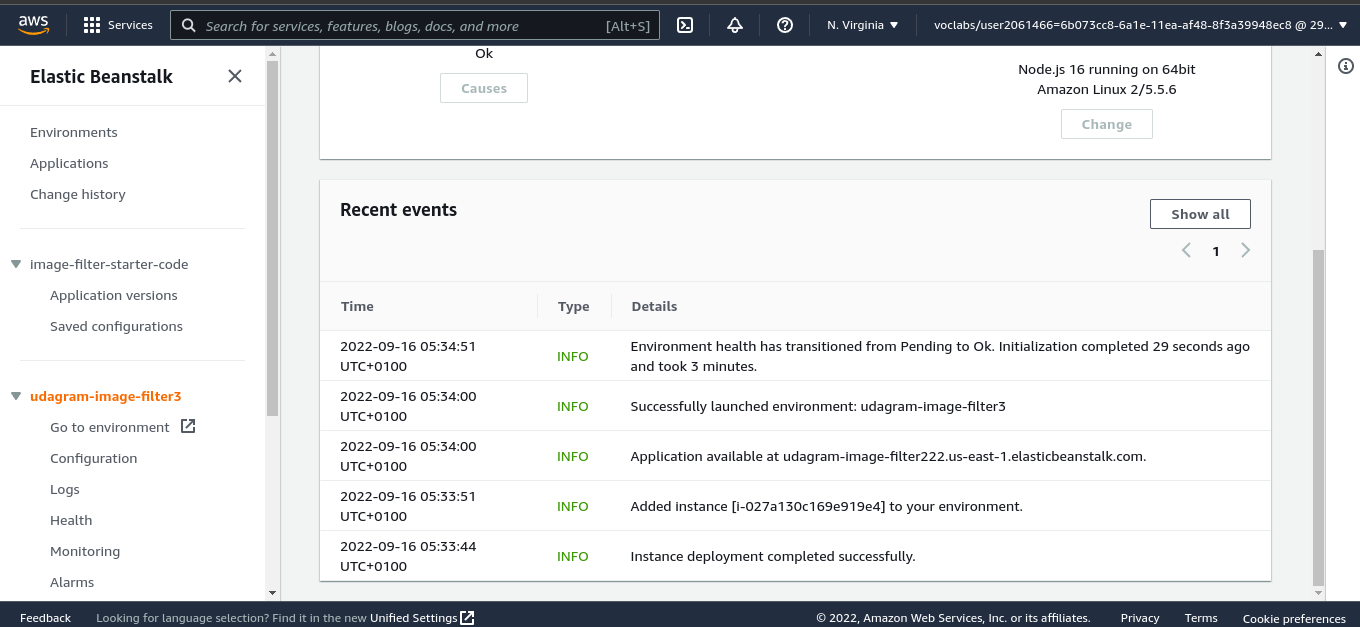 aws
Services
Search for services, features, blogs, docs, and more
[Alt+S]
N. Virginia
voclabs/user2061466=6b073cc8-6a1e-11ea-af48-8f3a39948ec8 @ 29...
Elastic Beanstalk
Environments
Applications
Change history
image-filter-starter-code
Application versions
Saved configurations
udagram-image-filter3
Go to environment
Configuration
Logs
Health
Monitoring
Alarms
Ok
Causes
Node.js 16 running on 64bit
Amazon Linux 2/5.5.6
Change
Recent events
Show all
1
Time Type Details
2022-09-16 05:34:51
UTC+0100
INFO
Environment health has transitioned from Pending to Ok. Initialization completed 29 seconds ago
and took 3 minutes.
2022-09-16 05:34:00
UTC+0100
INFO
Successfully launched environment: udagram-image-filter3
2022-09-16 05:34:00
UTC+0100
INFO
Application available at udagram-image-filter222.us-east-1.elasticbeanstalk.com.
2022-09-16 05:33:51
UTC+0100
INFO
Added instance [i-027a130c169e919e4] to your environment.
2022-09-16 05:33:44
UTC+0100
INFO
Instance deployment completed successfully.
Feedback
Looking for language selection? Find it in the new Unified Settings
© 2022, Amazon Web Services, Inc. or its affiliates.
Privacy
Terms
Cookie preferences